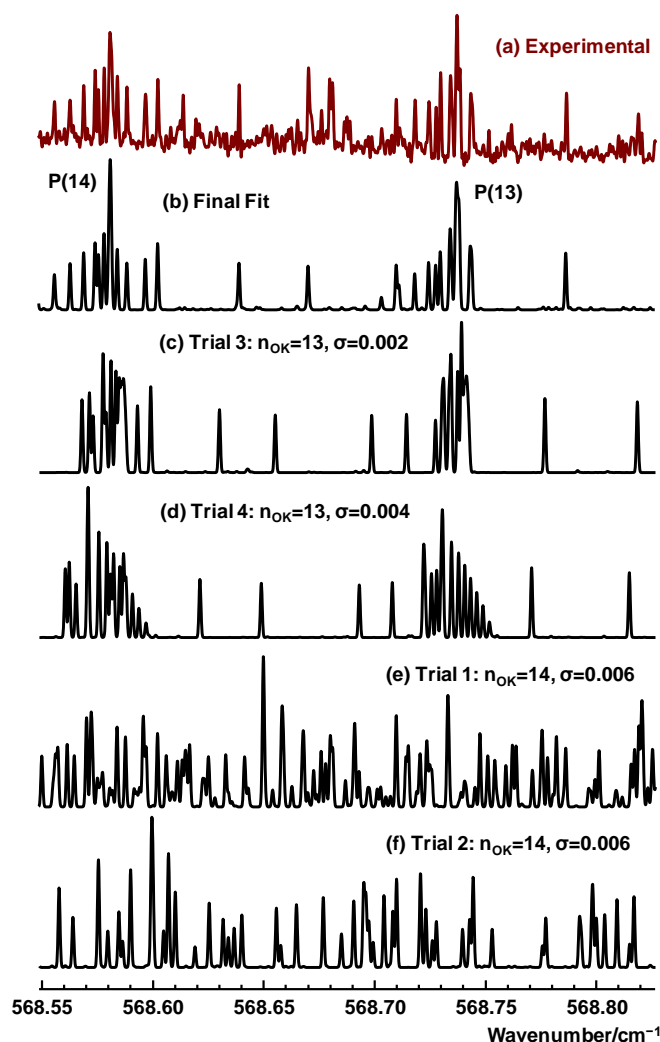 (a) Experimental
P(14)
(b) Final Fit
P(13)
(c) Trial 3: nOK=13, σ=0.002
(d) Trial 4: nOK=13, σ=0.004
(e) Trial 1: nOK=14, σ=0.006
(f) Trial 2: nOK=14, σ=0.006
568.55 568.60 568.65 568.70 568.75 568.80
Wavenumber/cm⁻¹